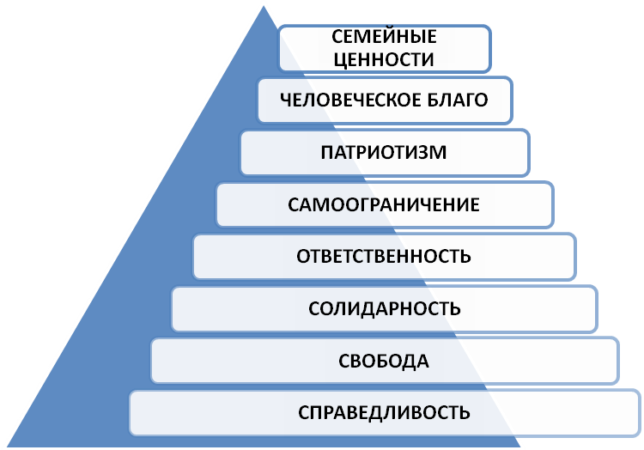 СЕМЕЙНЫЕ
ЦЕННОСТИ
ЧЕЛОВЕЧЕСКОЕ БЛАГО
ПАТРИОТИЗМ
САМООГРАНИЧЕНИЕ
ОТВЕТСТВЕННОСТЬ
СОЛИДАРНОСТЬ
СВОБОДА
СПРАВЕДЛИВОСТЬ